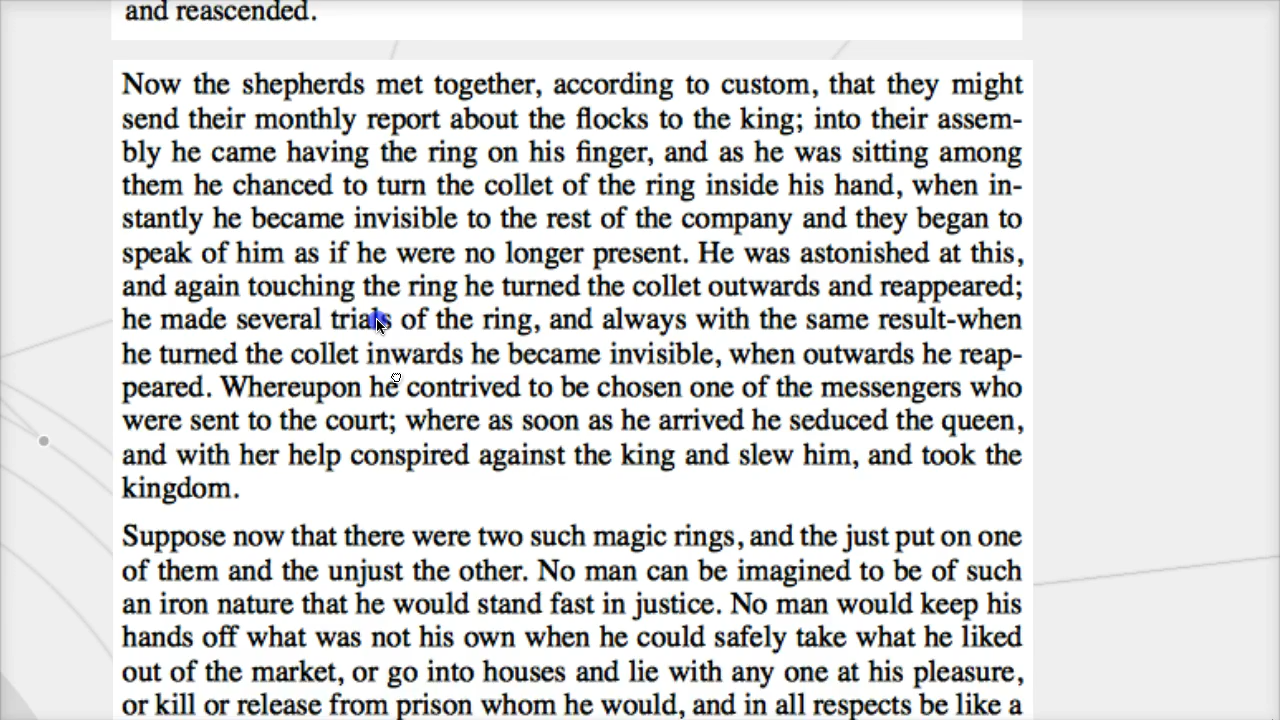 and reascended.
Now the shepherds met together, according to custom, that they might
send their monthly report about the flocks to the king; into their assem-
bly he came having the ring on his finger, and as he was sitting among
them he chanced to turn the collet of the ring inside his hand, when in-
stantly he became invisible to the rest of the company and they began to
speak of him as if he were no longer present. He was astonished at this,
and again touching the ring he turned the collet outwards and reappeared;
he made several trials of the ring, and always with the same result-when
he turned the collet inwards he became invisible, when outwards he reap-
peared. Whereupon he contrived to be chosen one of the messengers who
were sent to the court; where as soon as he arrived he seduced the queen,
and with her help conspired against the king and slew him, and took the
kingdom.
Suppose now that there were two such magic rings, and the just put on one
of them and the unjust the other. No man can be imagined to be of such
an iron nature that he would stand fast in justice. No man would keep his
hands off what was not his own when he could safely take what he liked
out of the market, or go into houses and lie with any one at his pleasure,
or kill or release from prison whom he would, and in all respects be like a